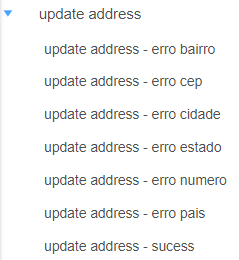 update address
update address - erro bairro
update address - erro cep
update address - erro cidade
update address - erro estado
update address - erro numero
update address - erro pais
update address - sucess